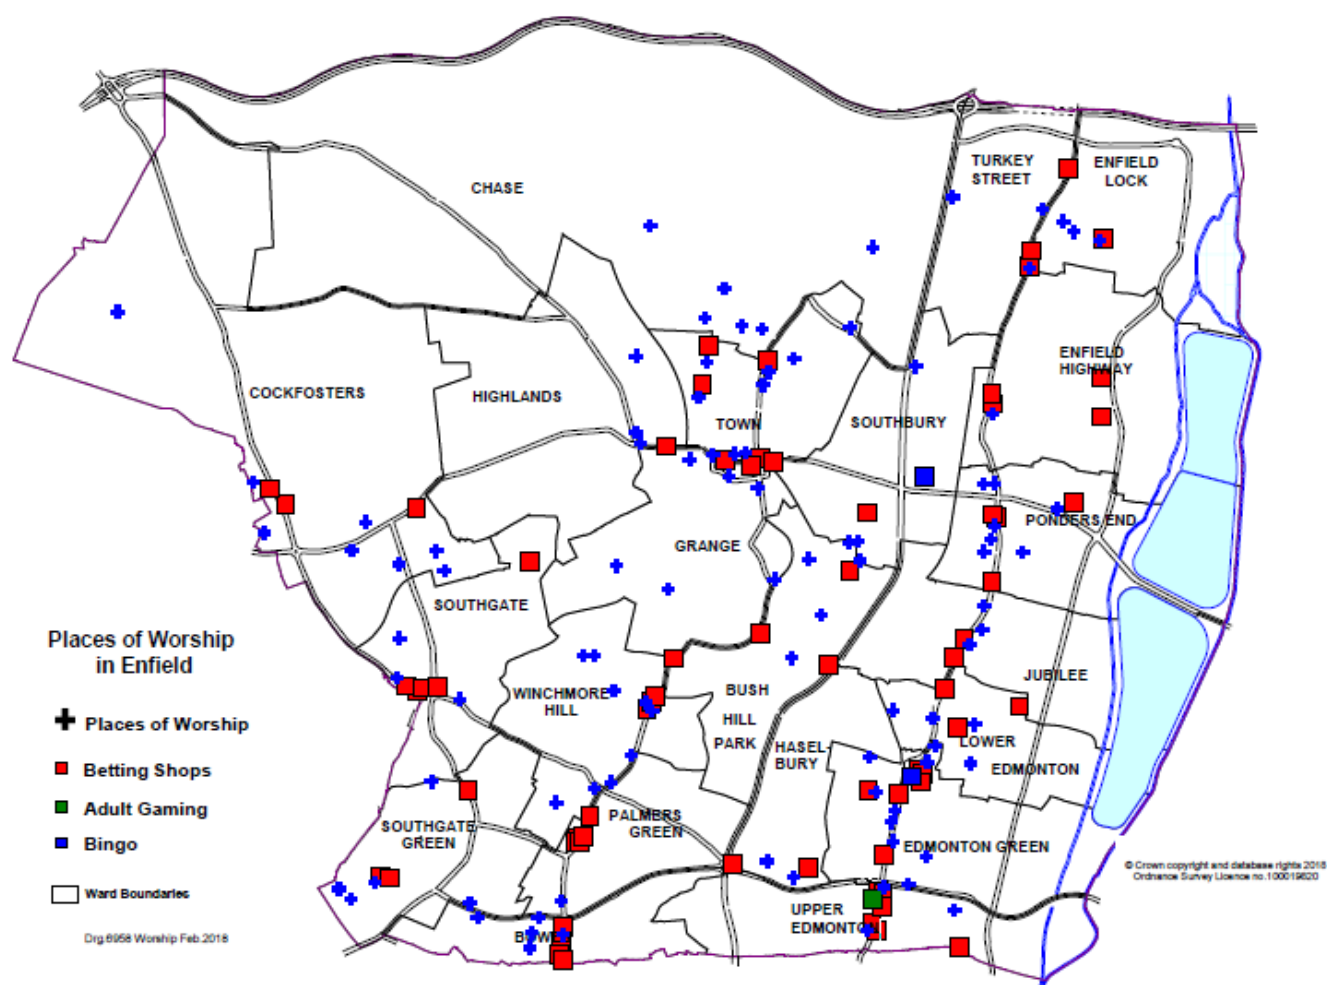 TURKEY
STREET
ENFIELD
LOCK
CHASE
ENFIELD
HIGHWAY
COCKFOSTERS
HIGHLANDS
TOWN
SOUTHBURY
PONDERS END
GRANGE
SOUTHGATE
Places of Worship
in Enfield
JUBILEE
WINCHMORE
HILL
BUSH
HILL
PARK
Places of Worship
HASEL-
BURY
LOWER
EDMONTON
Betting Shops
Adult Gaming
PALMERS
GREEN
SOUTHGATE
GREEN
Bingo
EDMONTON GREEN
© Crown copyright and database rights 2018
Ordnance Survey Licence no.100019820
Ward Boundaries
UPPER
EDMONTON
Drg.6958 Worship Feb.2018